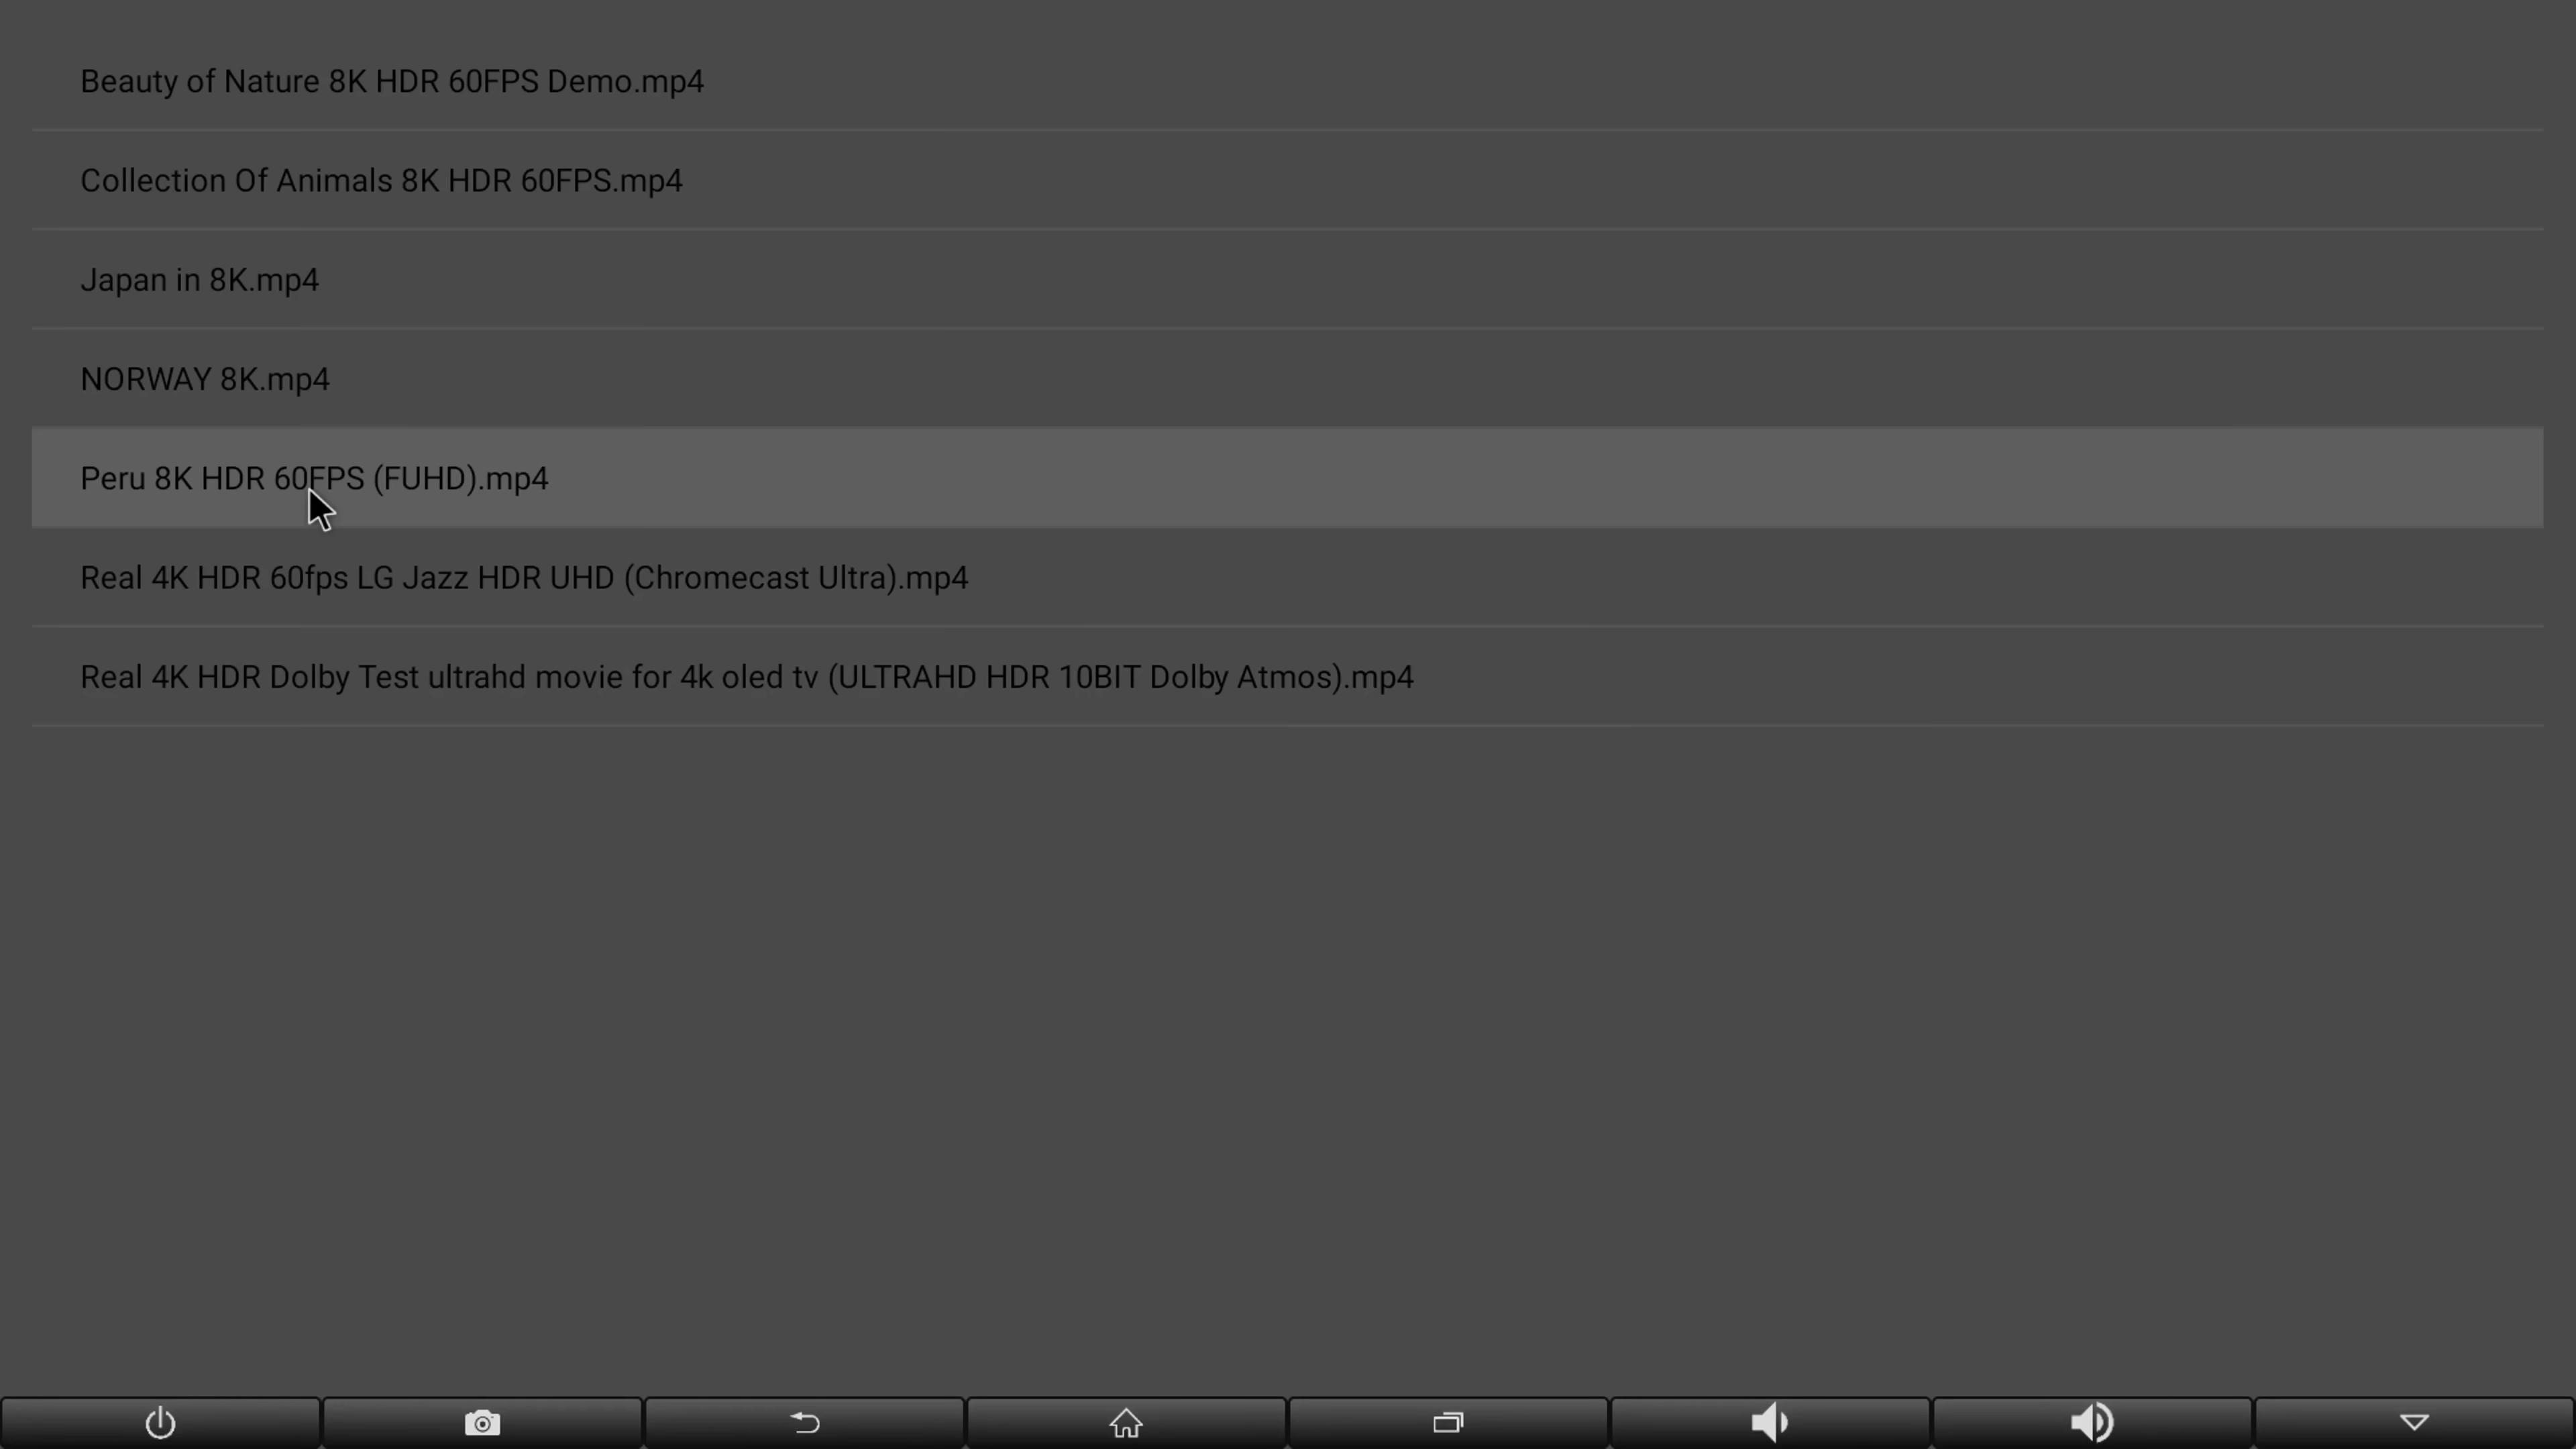 Beauty of Nature 8K HDR 60FPS Demo.mp4
Collection Of Animals 8K HDR 60FPS.mp4
Japan in 8K.mp4
NORWAY 8K.mp4
Peru 8K HDR 60FPS (FUHD).mp4
Real 4K HDR 60fps LG Jazz HDR UHD (Chromecast Ultra).mp4
Real 4K HDR Dolby Test ultrahd movie for 4k oled tv (ULTRAHD HDR 10BIT Dolby Atmos).mp4